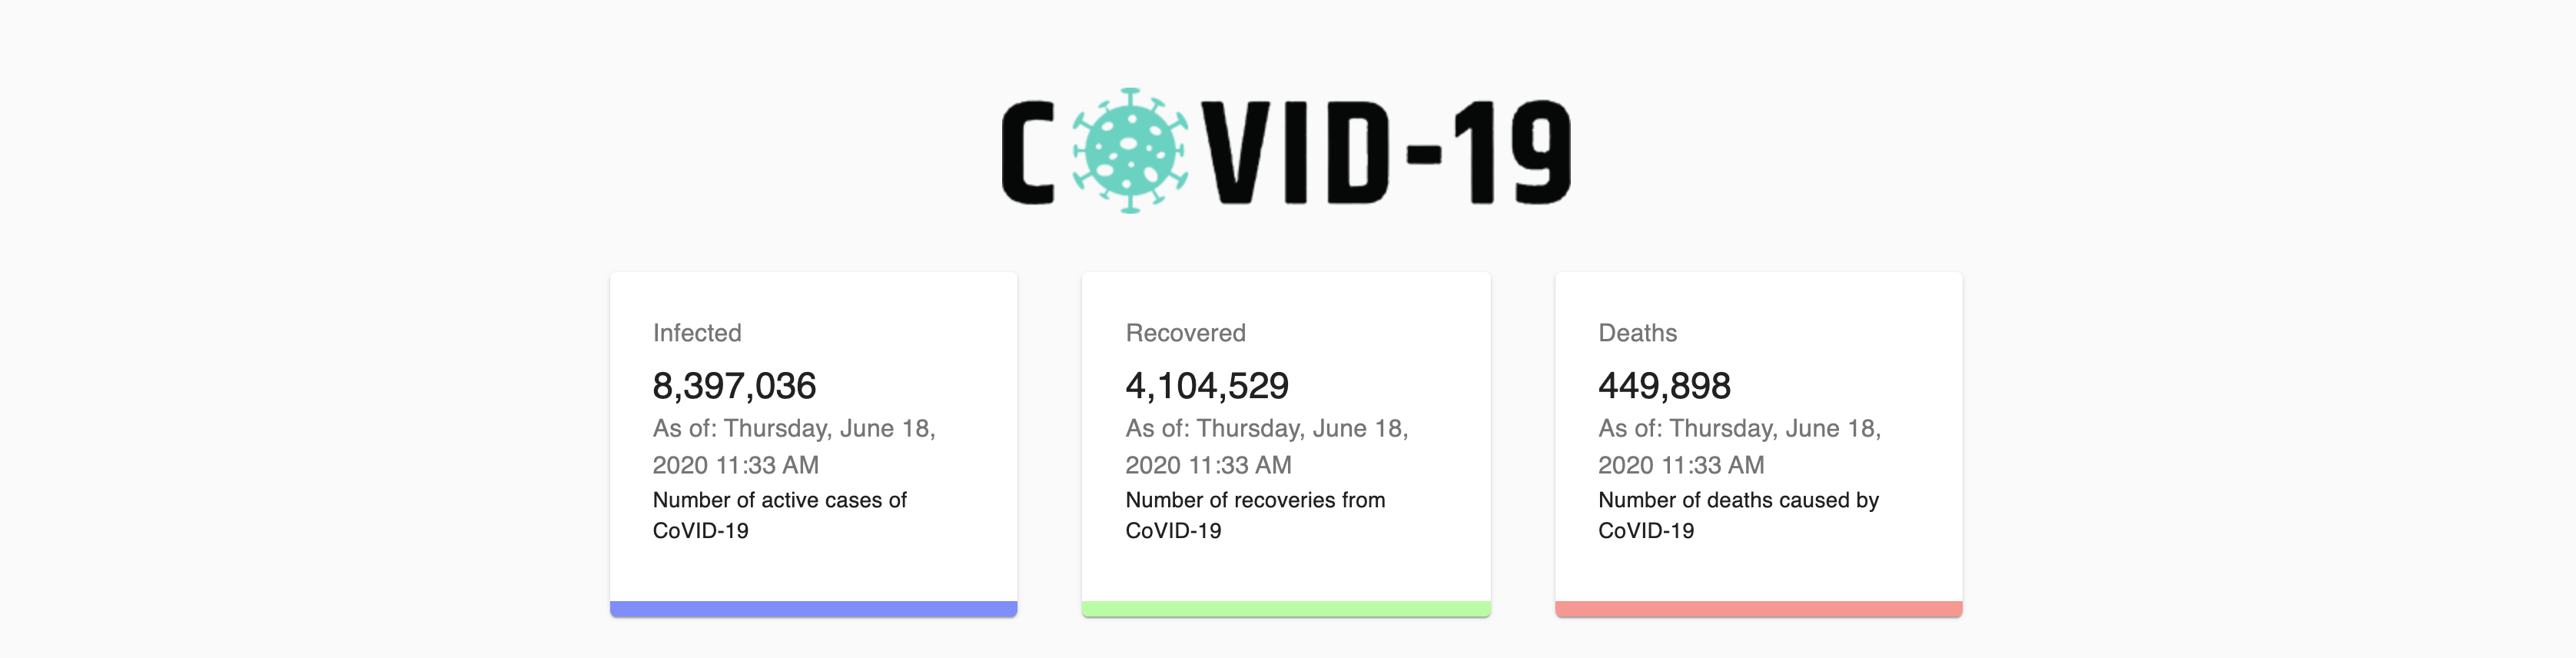 COVID-19
Infected
8,397,036
As of: Thursday, June 18,
2020 11:33 AM
Number of active cases of
CoVID-19
Recovered
4,104,529
As of: Thursday, June 18,
2020 11:33 AM
Number of recoveries from
CoVID-19
Deaths
449,898
As of: Thursday, June 18,
2020 11:33 AM
Number of deaths caused by
CoVID-19